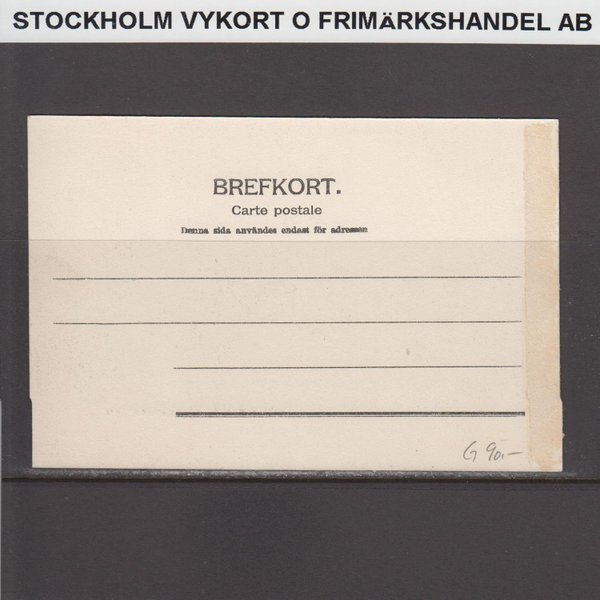 STOCKHOLM VYKORT O FRIMÄRKSHANDEL AB
BREFKORT.
Carte postale
Denna sida användes endast för adressen
G 90.-